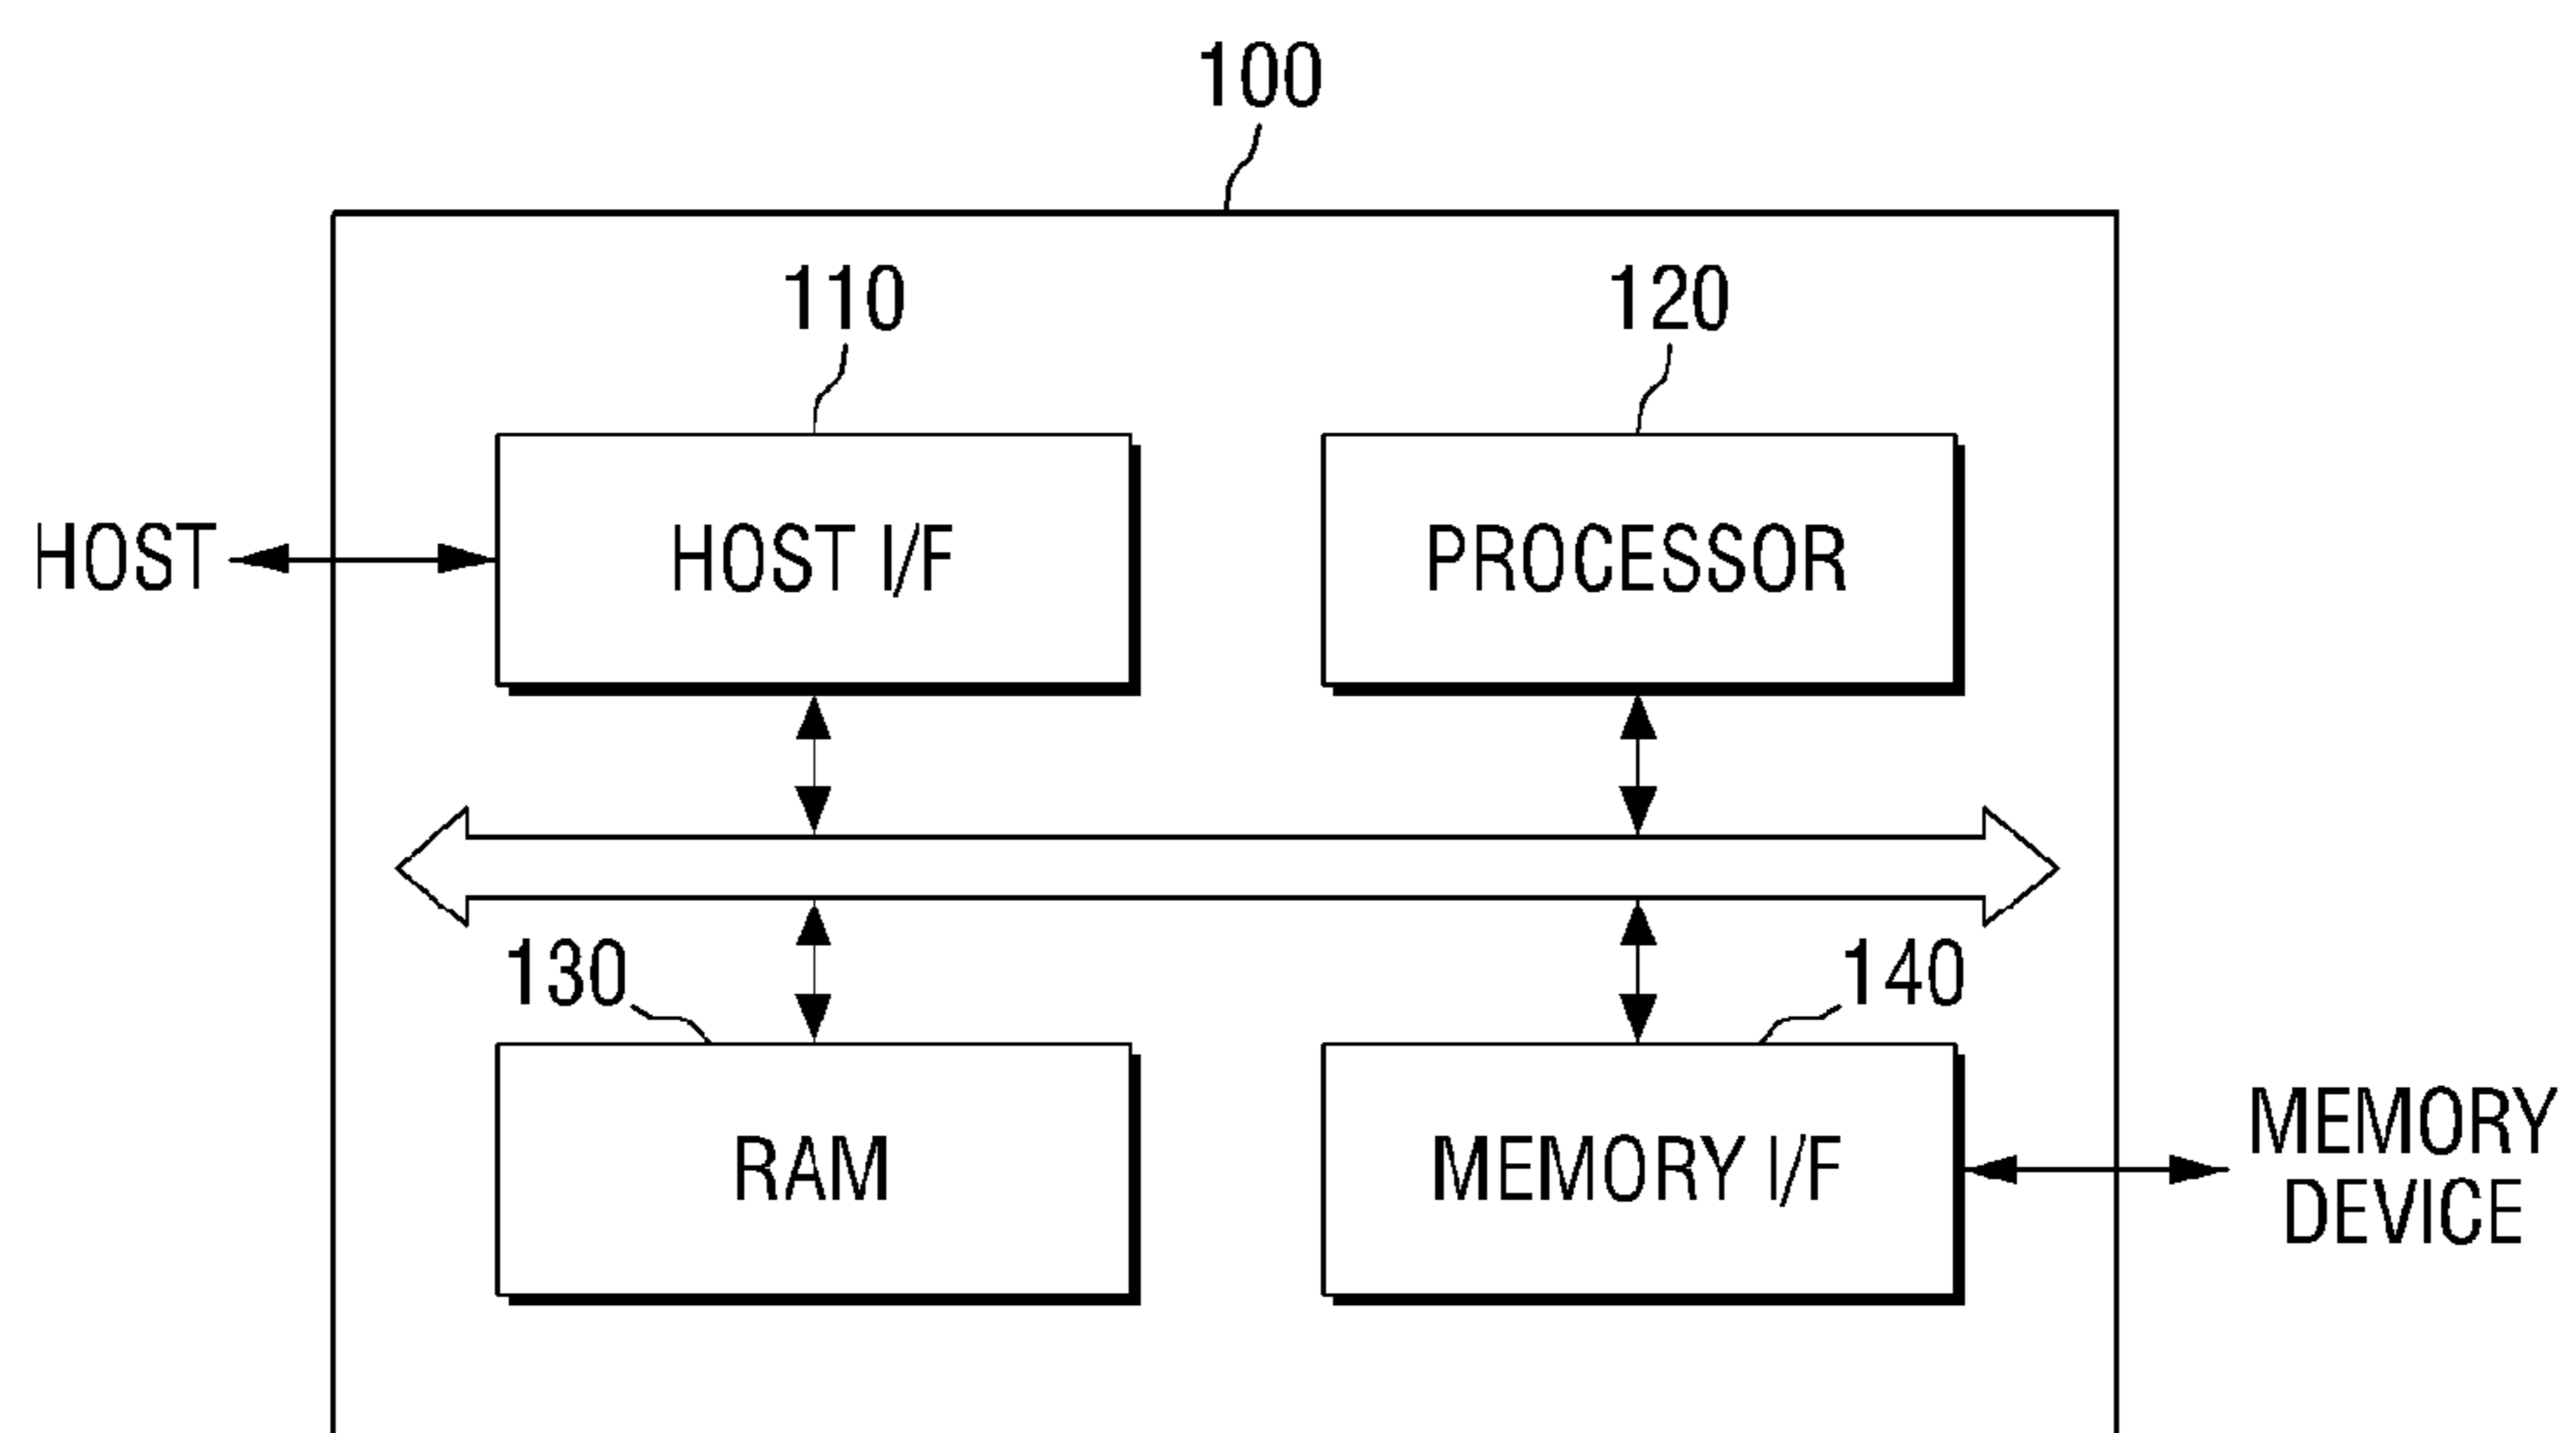 100
110
120
HOST
HOST I/F
PROCESSOR
130
140
RAM
MEMORY I/F
MEMORY
DEVICE